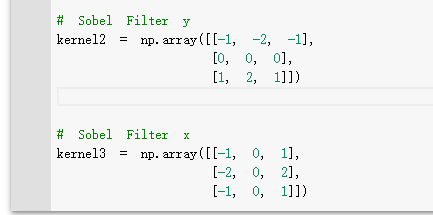 # Sobel Filter y
kernel2 = np.array([[-1, -2, -1],
[0, 0, 0],
[1, 2, 1]])
# Sobel Filter x
kernel3 = np.array([[-1, 0, 1],
[-2, 0, 2],
[-1, 0, 1]])